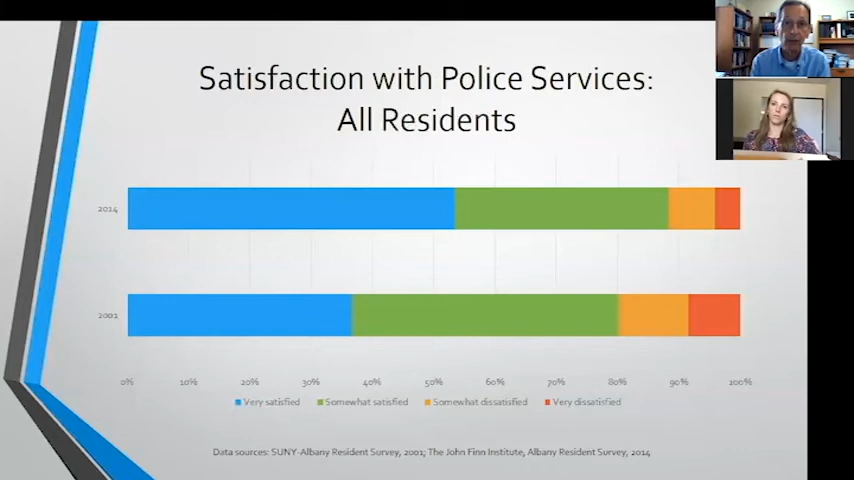 Satisfaction with Police Services:
All Residents
2014
2001
0% 10% 20% 30% 40% 50% 60% 70% 80% 90% 100%
Very satisfied Somewhat satisfied Somewhat dissatisfied Very dissatisfied
Data sources: SUNY-Albany Resident Survey, 2001; The John Finn Institute, Albany Resident Survey, 2014